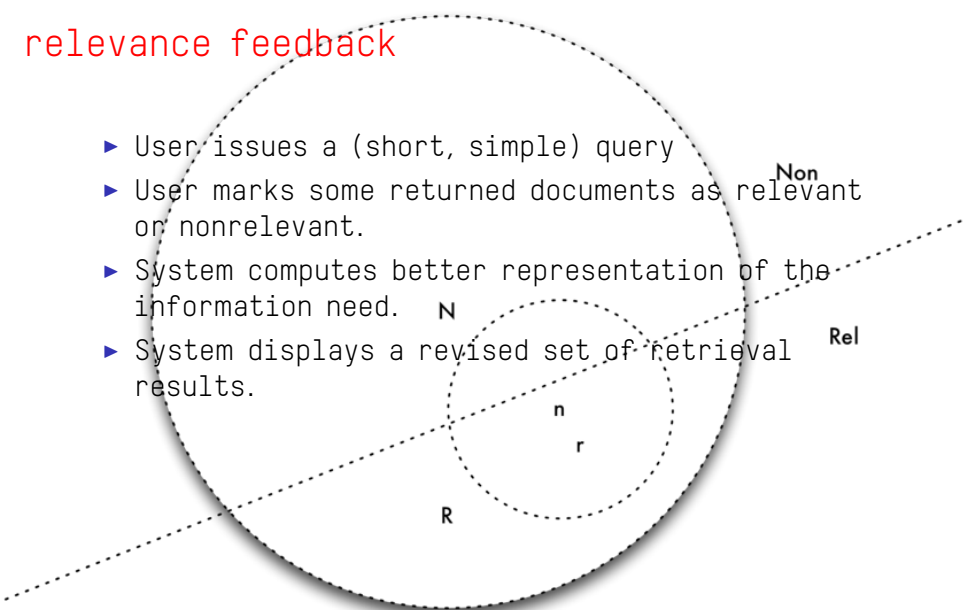 relevance feedback
► User issues a (short, simple) query
Non
► User marks some returned documents as relevant
or nonrelevant.
► System computes better representation of the
information need.
N
Rel
► System displays a revised set of retrieval
results.
n
r
R